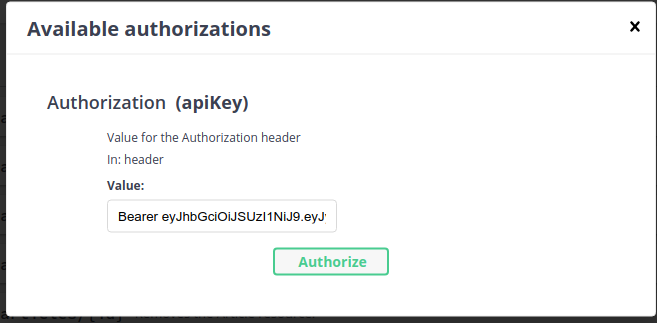 Available authorizations
×
Authorization (apiKey)
Value for the Authorization header
In: header
Value:
Bearer eyJhbGciOiJSUzI1NiJ9.eyJ
Authorize